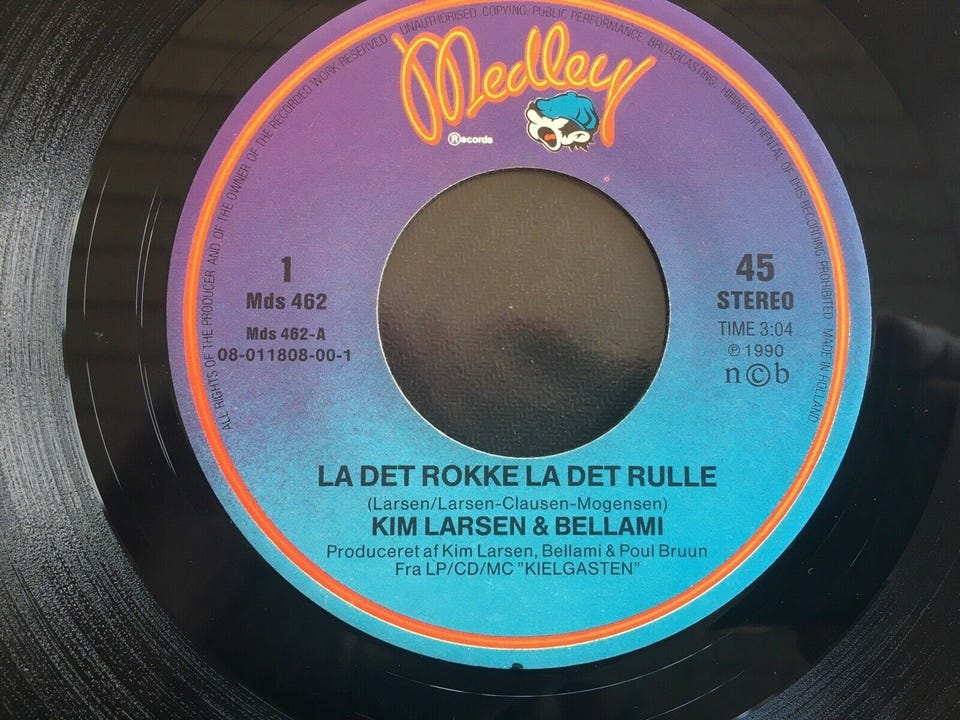 ALL RIGHTS OF THE PRODUCER AND OF THE OWNER OF THE RECORDED WORK RESERVED. UNAUTHORISED COPYING, PUBLIC PERFORMANCE, BROADCASTING, HIRING OR RENTAL OF THIS RECORDING PROHIBITED. MADE IN HOLLAND
Medley
Records
1
Mds 462
Mds 462-A
08-011808-00-1
45
STEREO
TIME 3:04
℗ 1990
n©b
LA DET ROKKE LA DET RULLE
(Larsen/Larsen-Clausen-Mogensen)
KIM LARSEN & BELLAMI
Produceret af Kim Larsen, Bellami & Poul Bruun
Fra LP/CD/MC "KIELGASTEN"